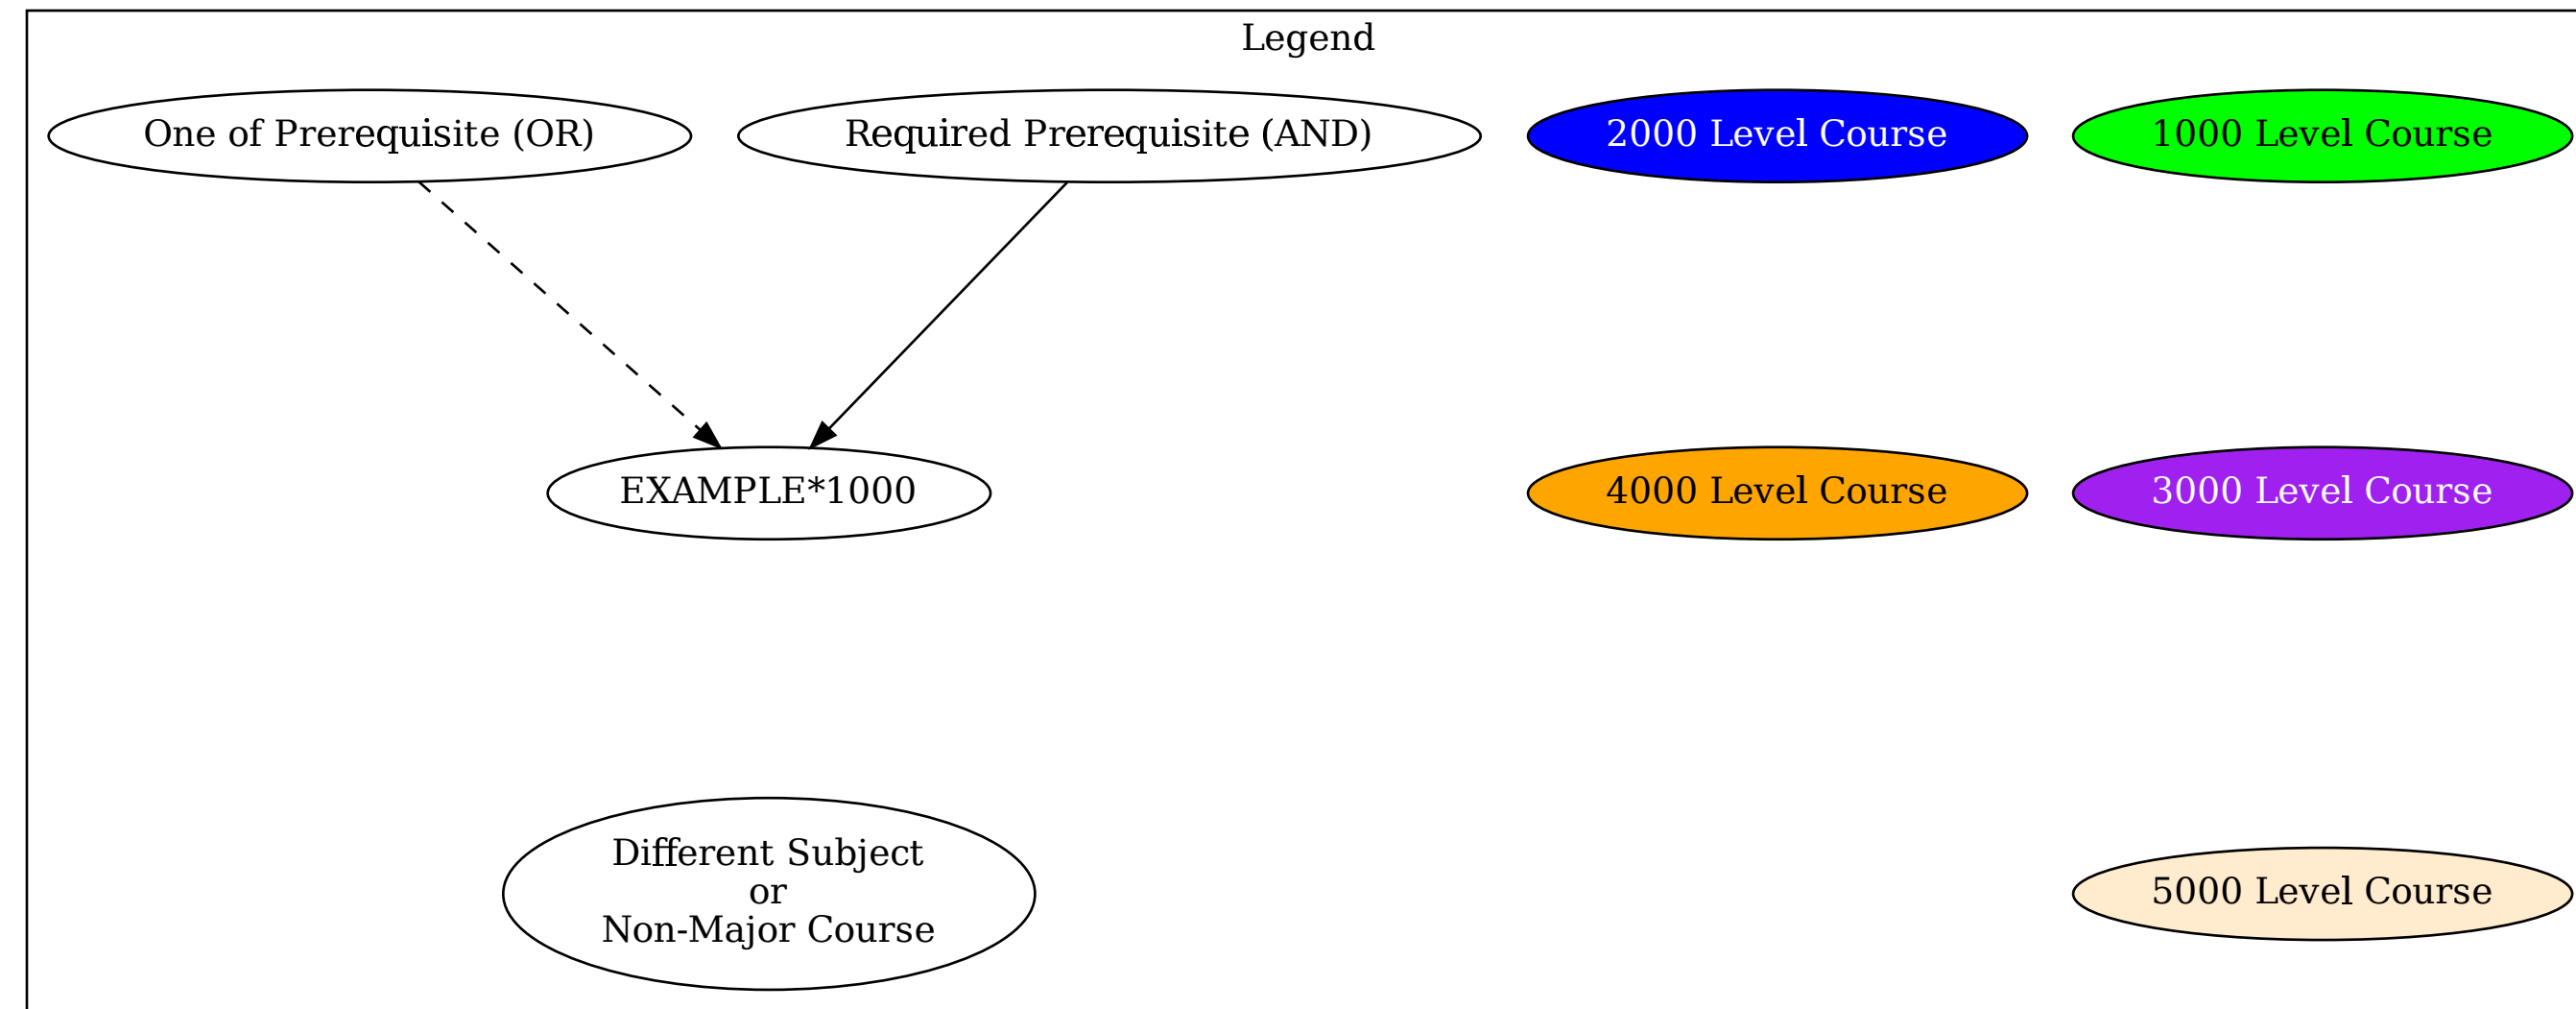 Legend
One of Prerequisite (OR)
Required Prerequisite (AND)
2000 Level Course
1000 Level Course
EXAMPLE*1000
4000 Level Course
3000 Level Course
Different Subject
or
Non-Major Course
5000 Level Course